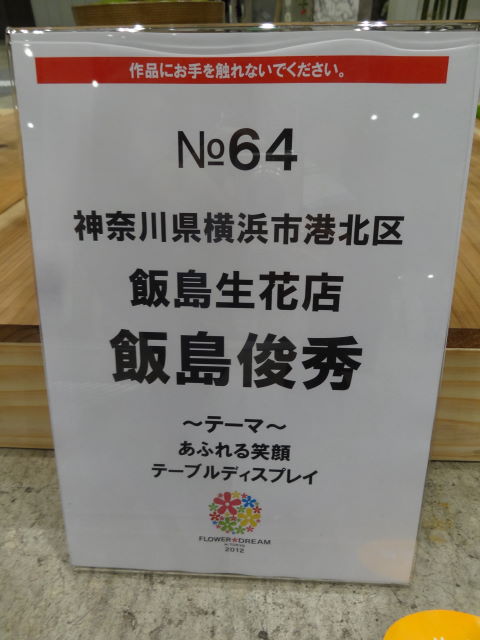 作品にお手を触れないでください。
№64
神奈川県横浜市港北区
飯島生花店
飯島俊秀
～テーマ～
あふれる笑顔
テーブルディスプレイ
FLOWER★DREAM
2012